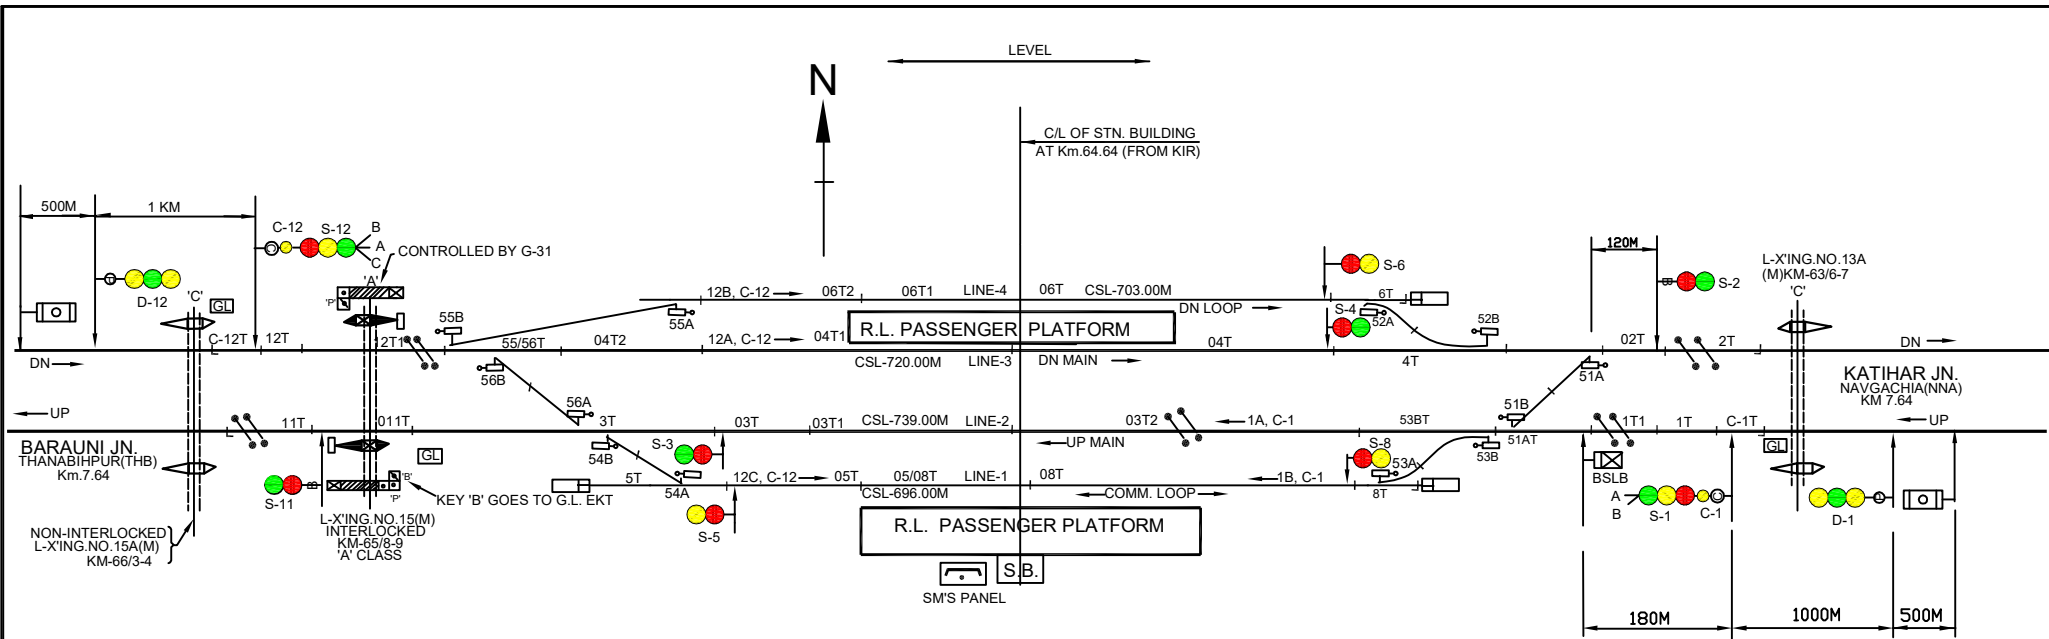 LEVEL
N
C/L OF STN. BUILDING
AT Km.64.64 (FROM KIR)
500M
1 KM
C-12
S-12
B
A
C
CONTROLLED BY G-31
'A'
'P'
D-12
'C'
GL
S-6
S-4
120M
S-2
B
L-X'ING.NO.13A
(M)KM-63/6-7
'C'
12B, C-12
06T2
06T1
LINE-4
06T
CSL-703.00M
6T
DN LOOP
55B
55A
R.L. PASSENGER PLATFORM
52A
52B
C-12T
12T
12T1
55/56T
04T2
12A, C-12
04T1
04T
02T
2T
DN
DN
CSL-720.00M
LINE-3
DN MAIN
4T
56B
51A
KATIHAR JN.
NAVGACHIA(NNA)
KM 7.64
UP
56A
51B
11T
011T
3T
03T
03T1
CSL-739.00M
LINE-2
03T2
1A, C-1
53BT
51AT
1T1
1T
C-1T
UP
BARAUNI JN.
THANABIHPUR(THB)
Km.7.64
54B
S-3
UP MAIN
S-8
53A
53B
GL
GL
S-11
B
'B'
'P'
KEY 'B' GOES TO G.L. EKT
5T
54A
12C, C-12
05T
05/08T
LINE-1
08T
1B, C-1
8T
CSL-696.00M
COMM. LOOP
BSLB
A
B
S-1
C-1
C
D-1
S-5
R.L. PASSENGER PLATFORM
NON-INTERLOCKED
L-X'ING.NO.15A(M)
KM-66/3-4
L-X'ING.NO.15(M)
INTERLOCKED
KM-65/8-9
'A' CLASS
S.B.
SM'S PANEL
180M
1000M
500M